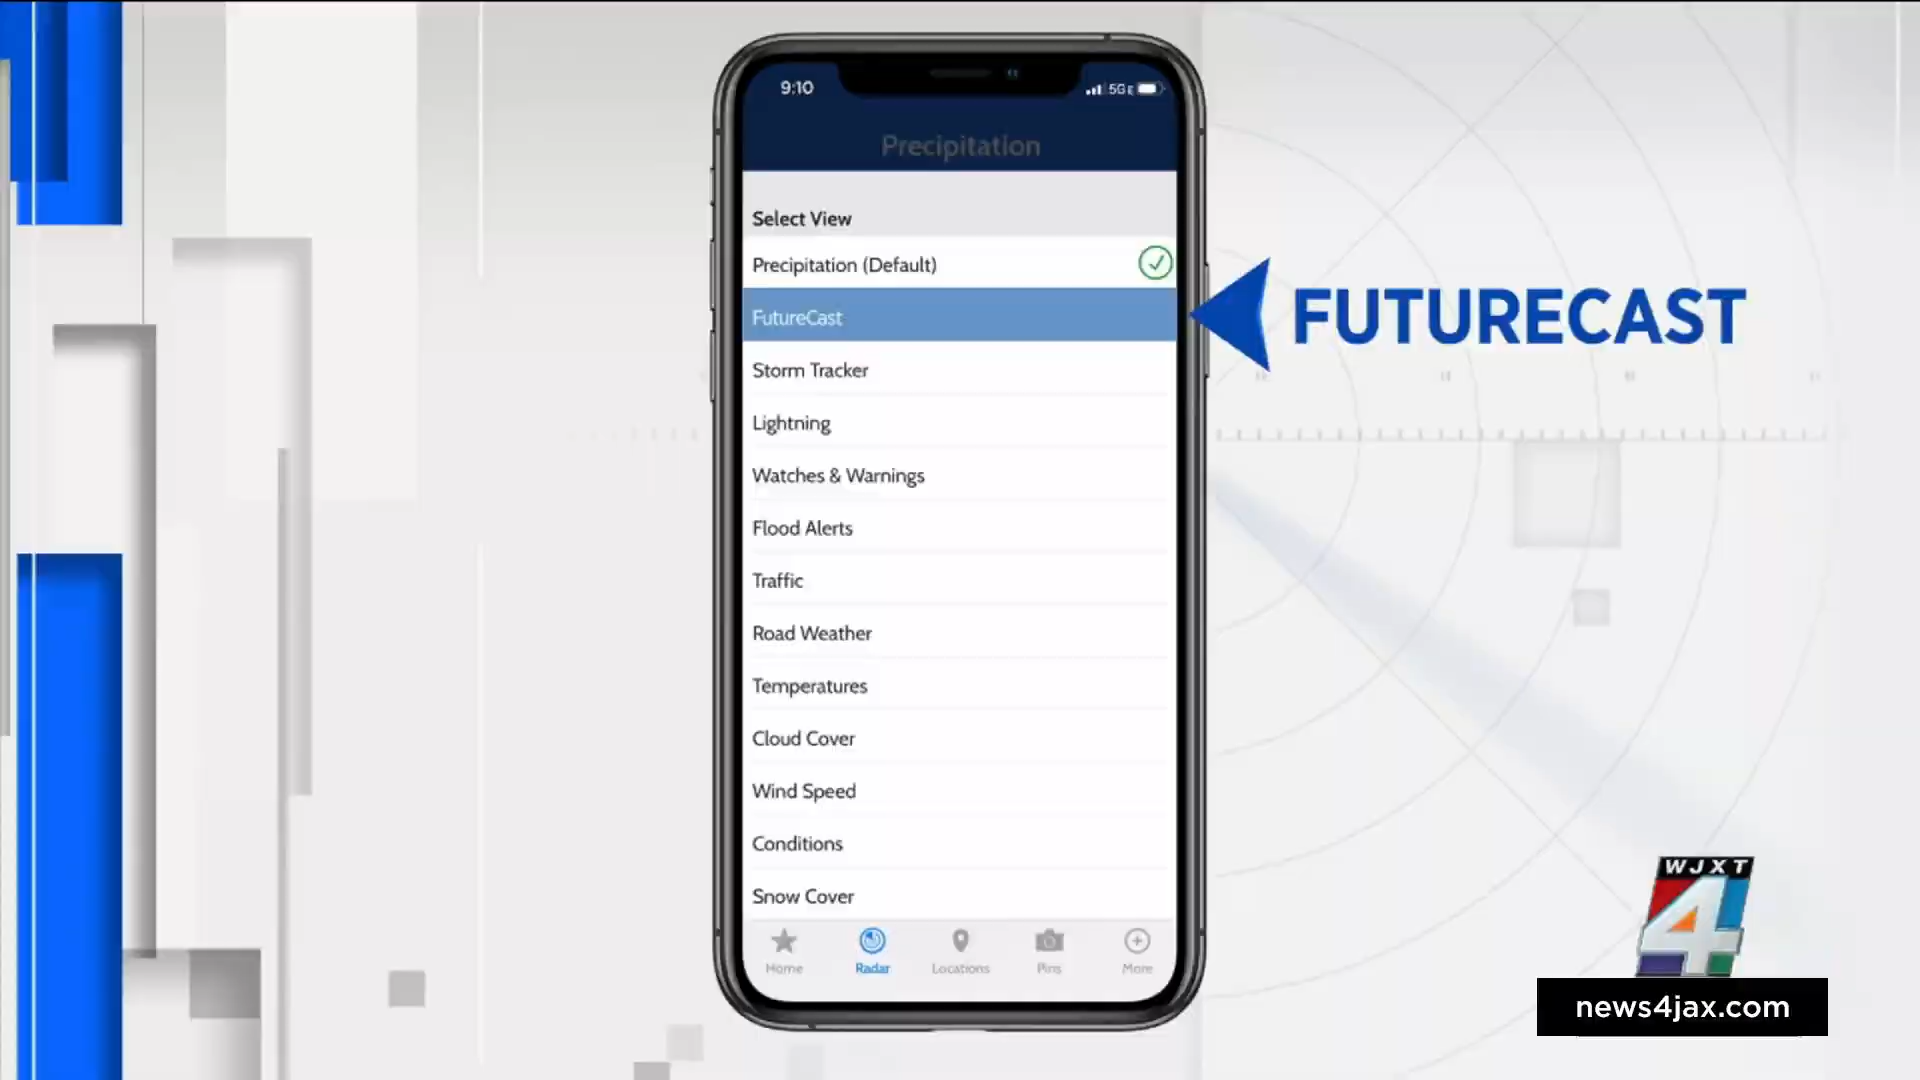 9:10
5GE
Precipitation
Select View
Precipitation (Default)
FutureCast
FUTURECAST
Storm Tracker
Lightning
Watches & Warnings
Flood Alerts
Traffic
Road Weather
Temperatures
Cloud Cover
Wind Speed
Conditions
Snow Cover
Home
Radar
Locations
Pins
More
WJXT
4
news4jax.com